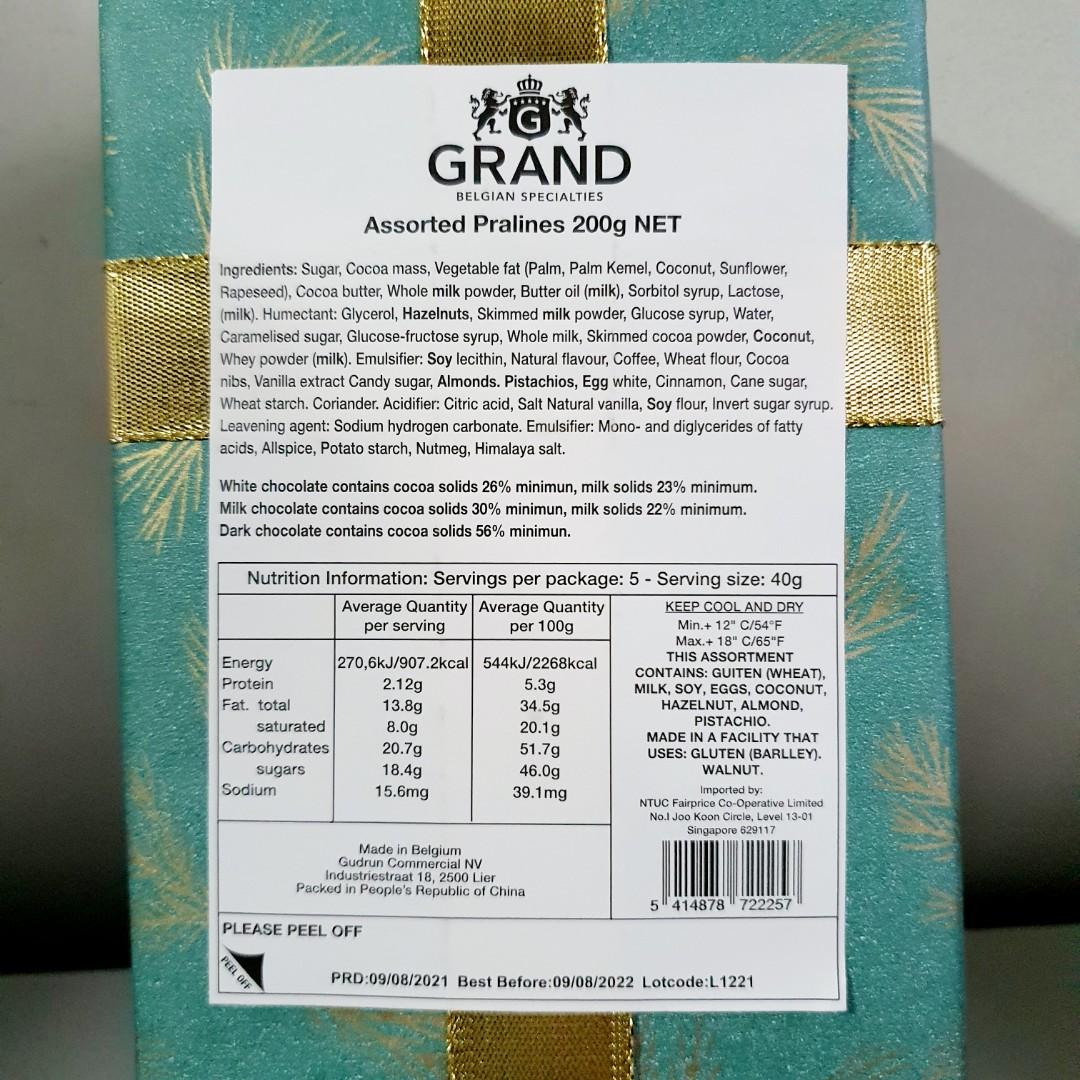 G
GRAND
BELGIAN SPECIALTIES
Assorted Pralines 200g NET
Ingredients: Sugar, Cocoa mass, Vegetable fat (Palm, Palm Kemel, Coconut, Sunflower,
Rapeseed), Cocoa butter, Whole milk powder, Butter oil (milk), Sorbitol syrup, Lactose,
(milk). Humectant: Glycerol, Hazelnuts, Skimmed milk powder, Glucose syrup, Water,
Caramelised sugar, Glucose-fructose syrup, Whole milk, Skimmed cocoa powder, Coconut,
Whey powder (milk). Emulsifier: Soy lecithin, Natural flavour, Coffee, Wheat flour, Cocoa
nibs, Vanilla extract Candy sugar, Almonds. Pistachios, Egg white, Cinnamon, Cane sugar,
Wheat starch. Coriander. Acidifier: Citric acid, Salt Natural vanilla, Soy flour, Invert sugar syrup.
Leavening agent: Sodium hydrogen carbonate. Emulsifier: Mono- and diglycerides of fatty
acids, Allspice, Potato starch, Nutmeg, Himalaya salt.
White chocolate contains cocoa solids 26% minimun, milk solids 23% minimum.
Milk chocolate contains cocoa solids 30% minimun, milk solids 22% minimum.
Dark chocolate contains cocoa solids 56% minimun.
Nutrition Information: Servings per package: 5 - Serving size: 40g
Average Quantity per serving
Average Quantity per 100g
Energy 270,6kJ/907.2kcal 544kJ/2268kcal
Protein 2.12g 5.3g
Fat. total 13.8g 34.5g
saturated 8.0g 20.1g
Carbohydrates 20.7g 51.7g
sugars 18.4g 46.0g
Sodium 15.6mg 39.1mg
KEEP COOL AND DRY
Min.+ 12" C/54°F
Max.+ 18" C/65"F
THIS ASSORTMENT
CONTAINS: GUITEN (WHEAT),
MILK, SOY, EGGS, COCONUT,
HAZELNUT, ALMOND,
PISTACHIO.
MADE IN A FACILITY THAT
USES: GLUTEN (BARLLEY).
WALNUT.
Imported by:
NTUC Fairprice Co-Operative Limited
No.I Joo Koon Circle, Level 13-01
Singapore 629117
5 414878 722257
Made in Belgium
Gudrun Commercial NV
Industriestraat 18, 2500 Lier
Packed in People's Republic of China
PLEASE PEEL OFF
PEEL OFF
PRD:09/08/2021 Best Before:09/08/2022 Lotcode:L1221